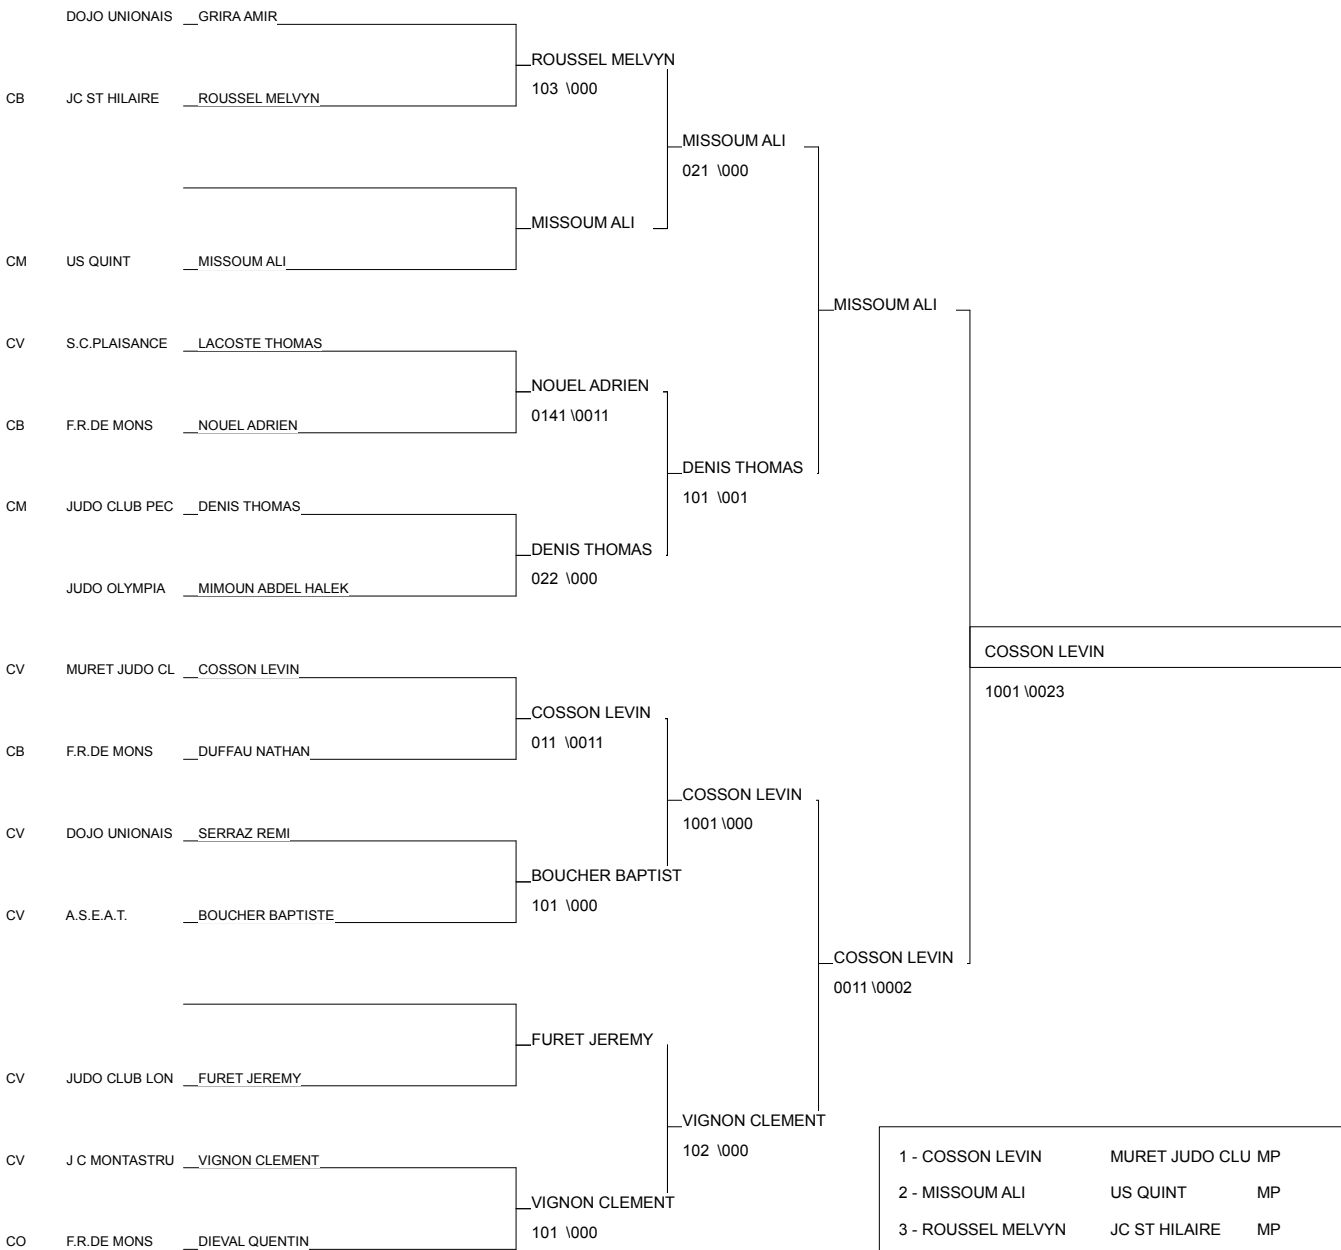 DOJO UNIONAIS GRIRA AMIR
ROUSSEL MELVYN
103 \000
CB JC ST HILAIRE ROUSSEL MELVYN
MISSOUM ALI
021 \000
MISSOUM ALI
CM US QUINT MISSOUM ALI
MISSOUM ALI
CV S.C.PLAISANCE LACOSTE THOMAS
NOUEL ADRIEN
0141 \0011
CB F.R.DE MONS NOUEL ADRIEN
DENIS THOMAS
101 \001
CM JUDO CLUB PEC DENIS THOMAS
DENIS THOMAS
022 \000
JUDO OLYMPIA MIMOUN ABDEL HALEK
COSSON LEVIN
1001 \0023
CV MURET JUDO CL COSSON LEVIN
COSSON LEVIN
011 \0011
CB F.R.DE MONS DUFFAU NATHAN
COSSON LEVIN
1001 \000
CV DOJO UNIONAIS SERRAZ REMI
BOUCHER BAPTIST
101 \000
CV A.S.E.A.T. BOUCHER BAPTISTE
COSSON LEVIN
0011 \0002
FURET JEREMY
CV JUDO CLUB LON FURET JEREMY
VIGNON CLEMENT
102 \000
CV J C MONTASTRU VIGNON CLEMENT
VIGNON CLEMENT
101 \000
CO F.R.DE MONS DIEVAL QUENTIN
1 - COSSON LEVIN MURET JUDO CLU MP
2 - MISSOUM ALI US QUINT MP
3 - ROUSSEL MELVYN JC ST HILAIRE MP